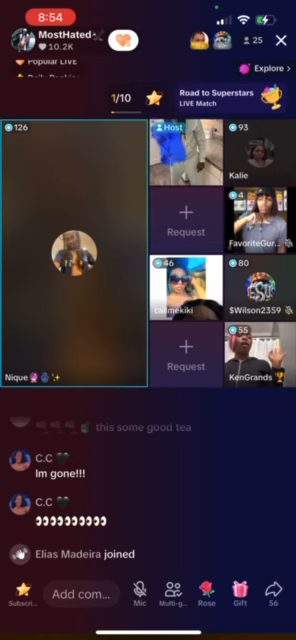 8:54
MostHated
10.2K
25
Popular LIVE
Explore >
1/10
Road to Superstars
LIVE Match
126
Host
93
Kalie
Request
4
FavoriteGur...
46
callmekiki
80
$Wilson2359
Request
55
KenGrands
Nique
this some good tea
C.C
Im gone!!!
C.C
Elias Madeira joined
Subscri...
Add com...
Mic
Multi-g...
Rose
Gift
56